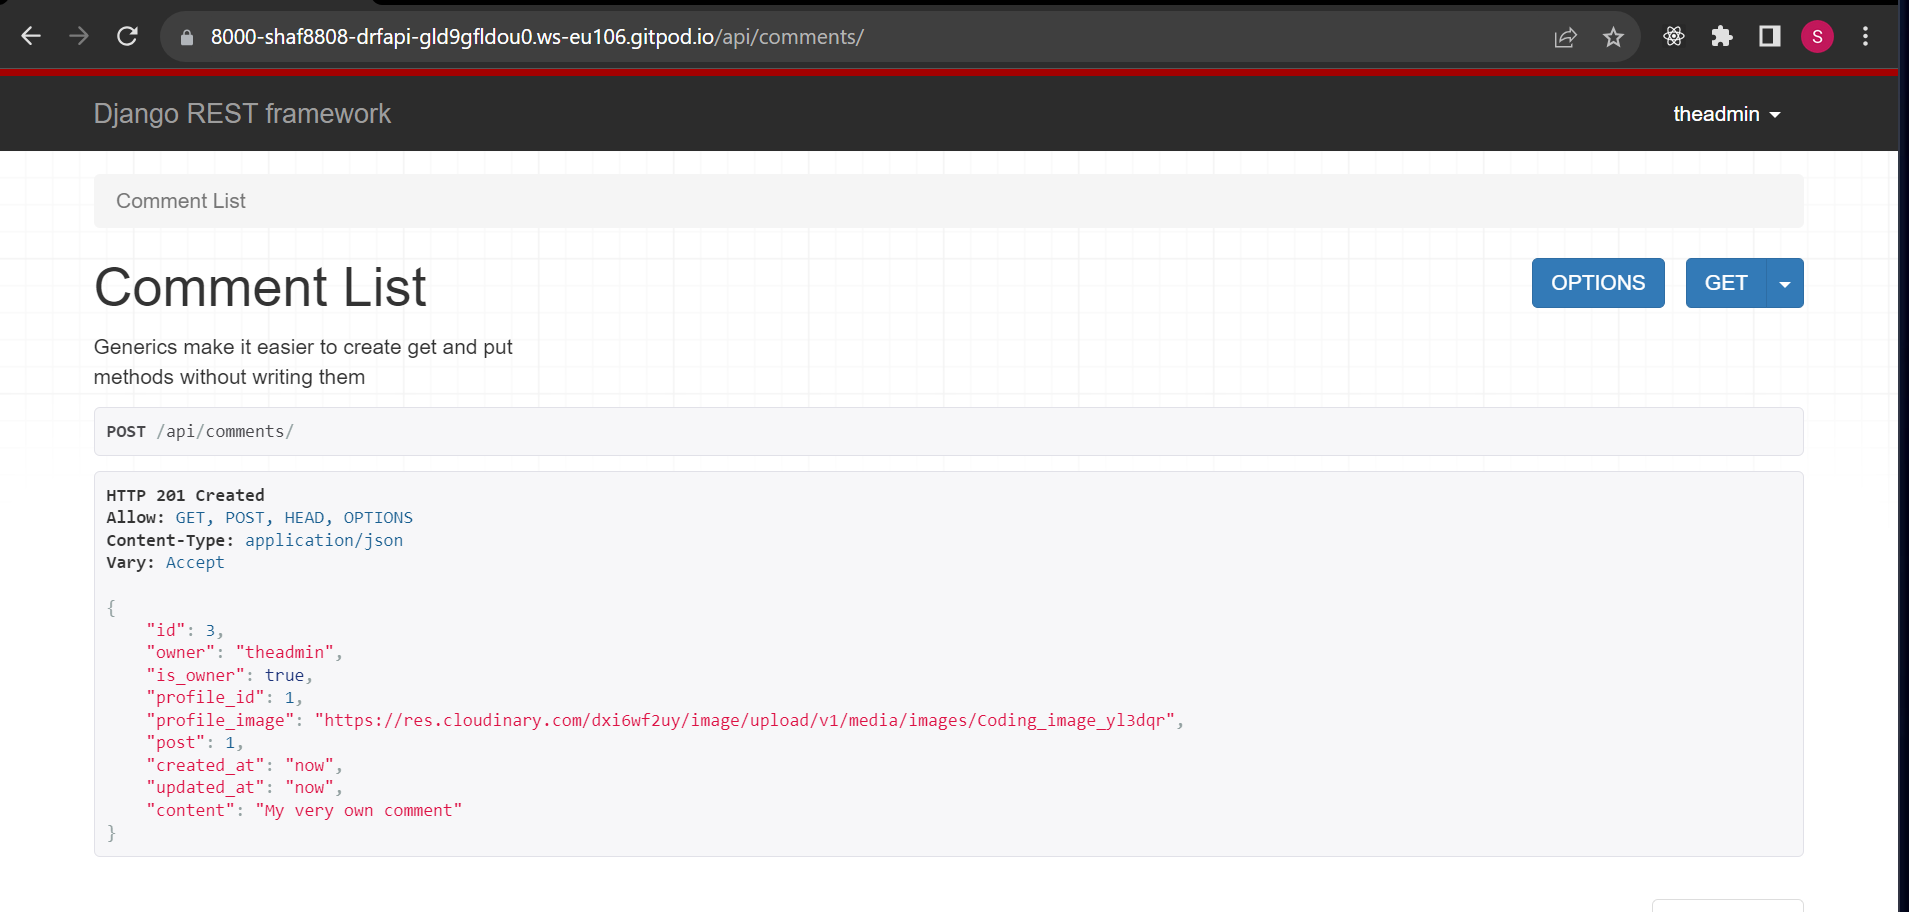 8000-shaf8808-drfapi-gld9gfldou0.ws-eu106.gitpod.io/api/comments/
S
Django REST framework
theadmin
Comment List
Comment List
OPTIONS
GET
Generics make it easier to create get and put
methods without writing them
POST /api/comments/
HTTP 201 Created
Allow: GET, POST, HEAD, OPTIONS
Content-Type: application/json
Vary: Accept
{
"id": 3,
"owner": "theadmin",
"is_owner": true,
"profile_id": 1,
"profile_image": "https://res.cloudinary.com/dxi6wf2uy/image/upload/v1/media/images/Coding_image_yl3dqr",
"post": 1,
"created_at": "now",
"updated_at": "now",
"content": "My very own comment"
}